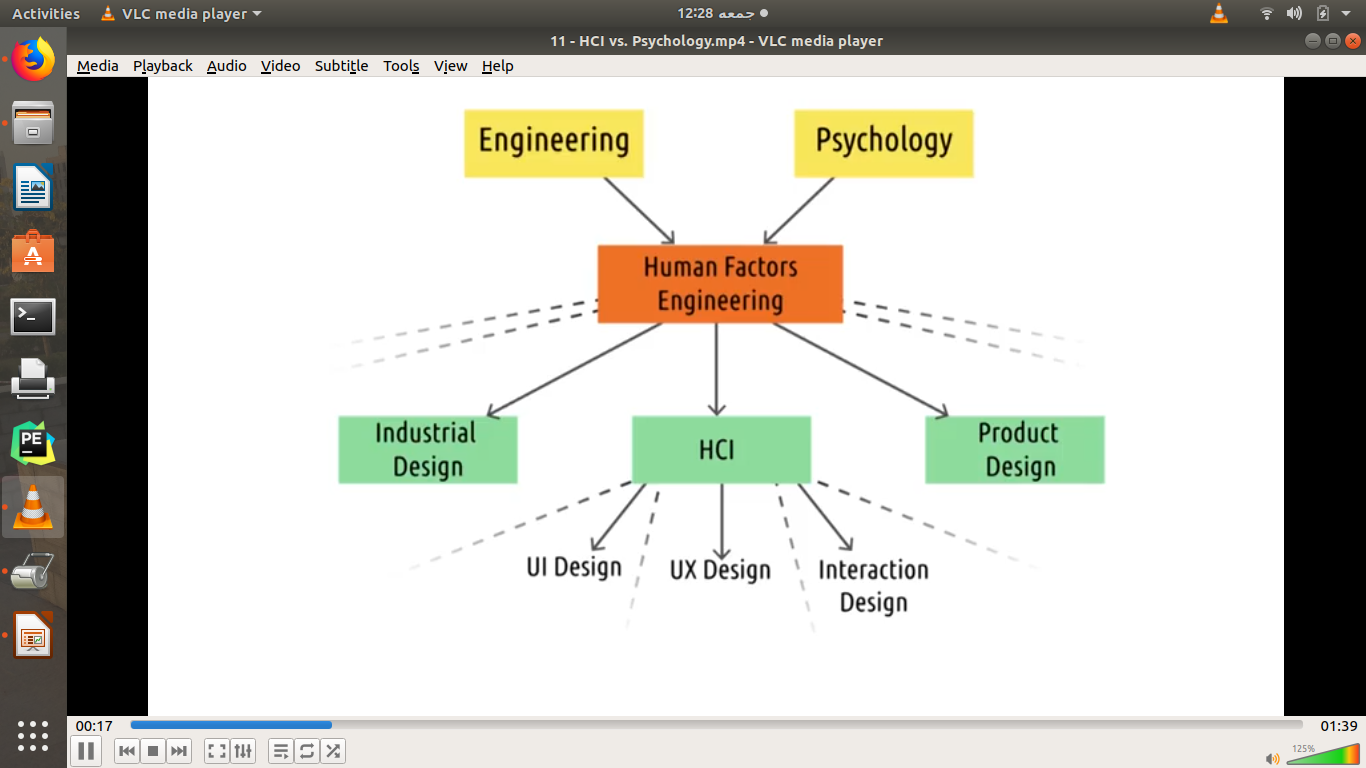 Activities VLC media player 12:28 جمعه
11 - HCI vs. Psychology.mp4 - VLC media player
Media Playback Audio Video Subtitle Tools View Help
Engineering Psychology
Human Factors
Engineering
Industrial
Design
HCI
Product
Design
UI Design
UX Design
Interaction
Design
00:17 01:39
125%
PE